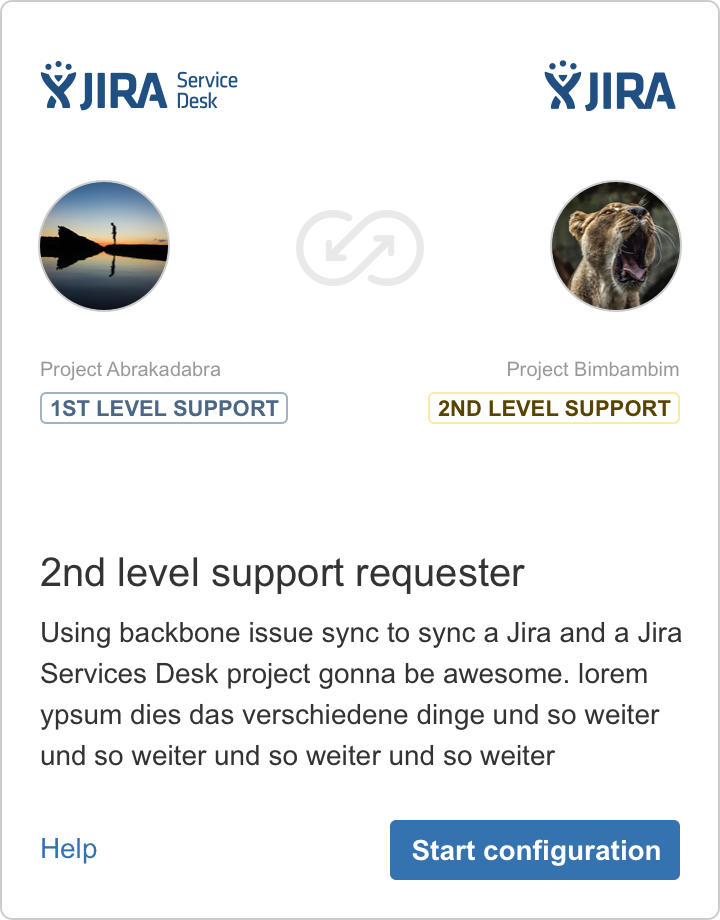 JIRA Service Desk
JIRA
Project Abrakadabra
Project Bimbambim
1ST LEVEL SUPPORT
2ND LEVEL SUPPORT
2nd level support requester
Using backbone issue sync to sync a Jira and a Jira
Services Desk project gonna be awesome. lorem
ypsum dies das verschiedene dinge und so weiter
und so weiter und so weiter und so weiter
Help
Start configuration